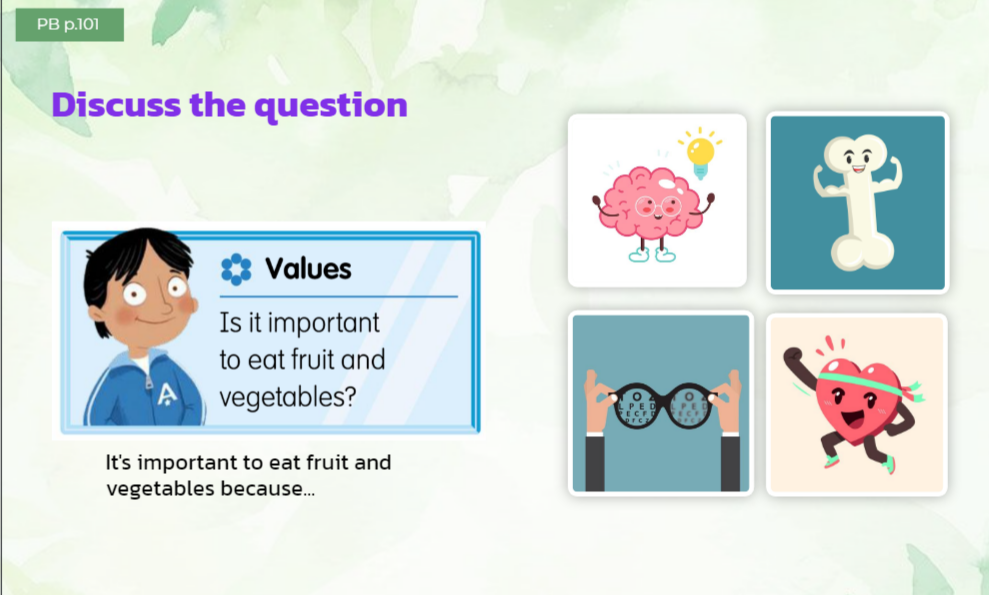 PB p.101
Discuss the question
Values
Is it important
to eat fruit and
vegetables?
A
It's important to eat fruit and
vegetables because...